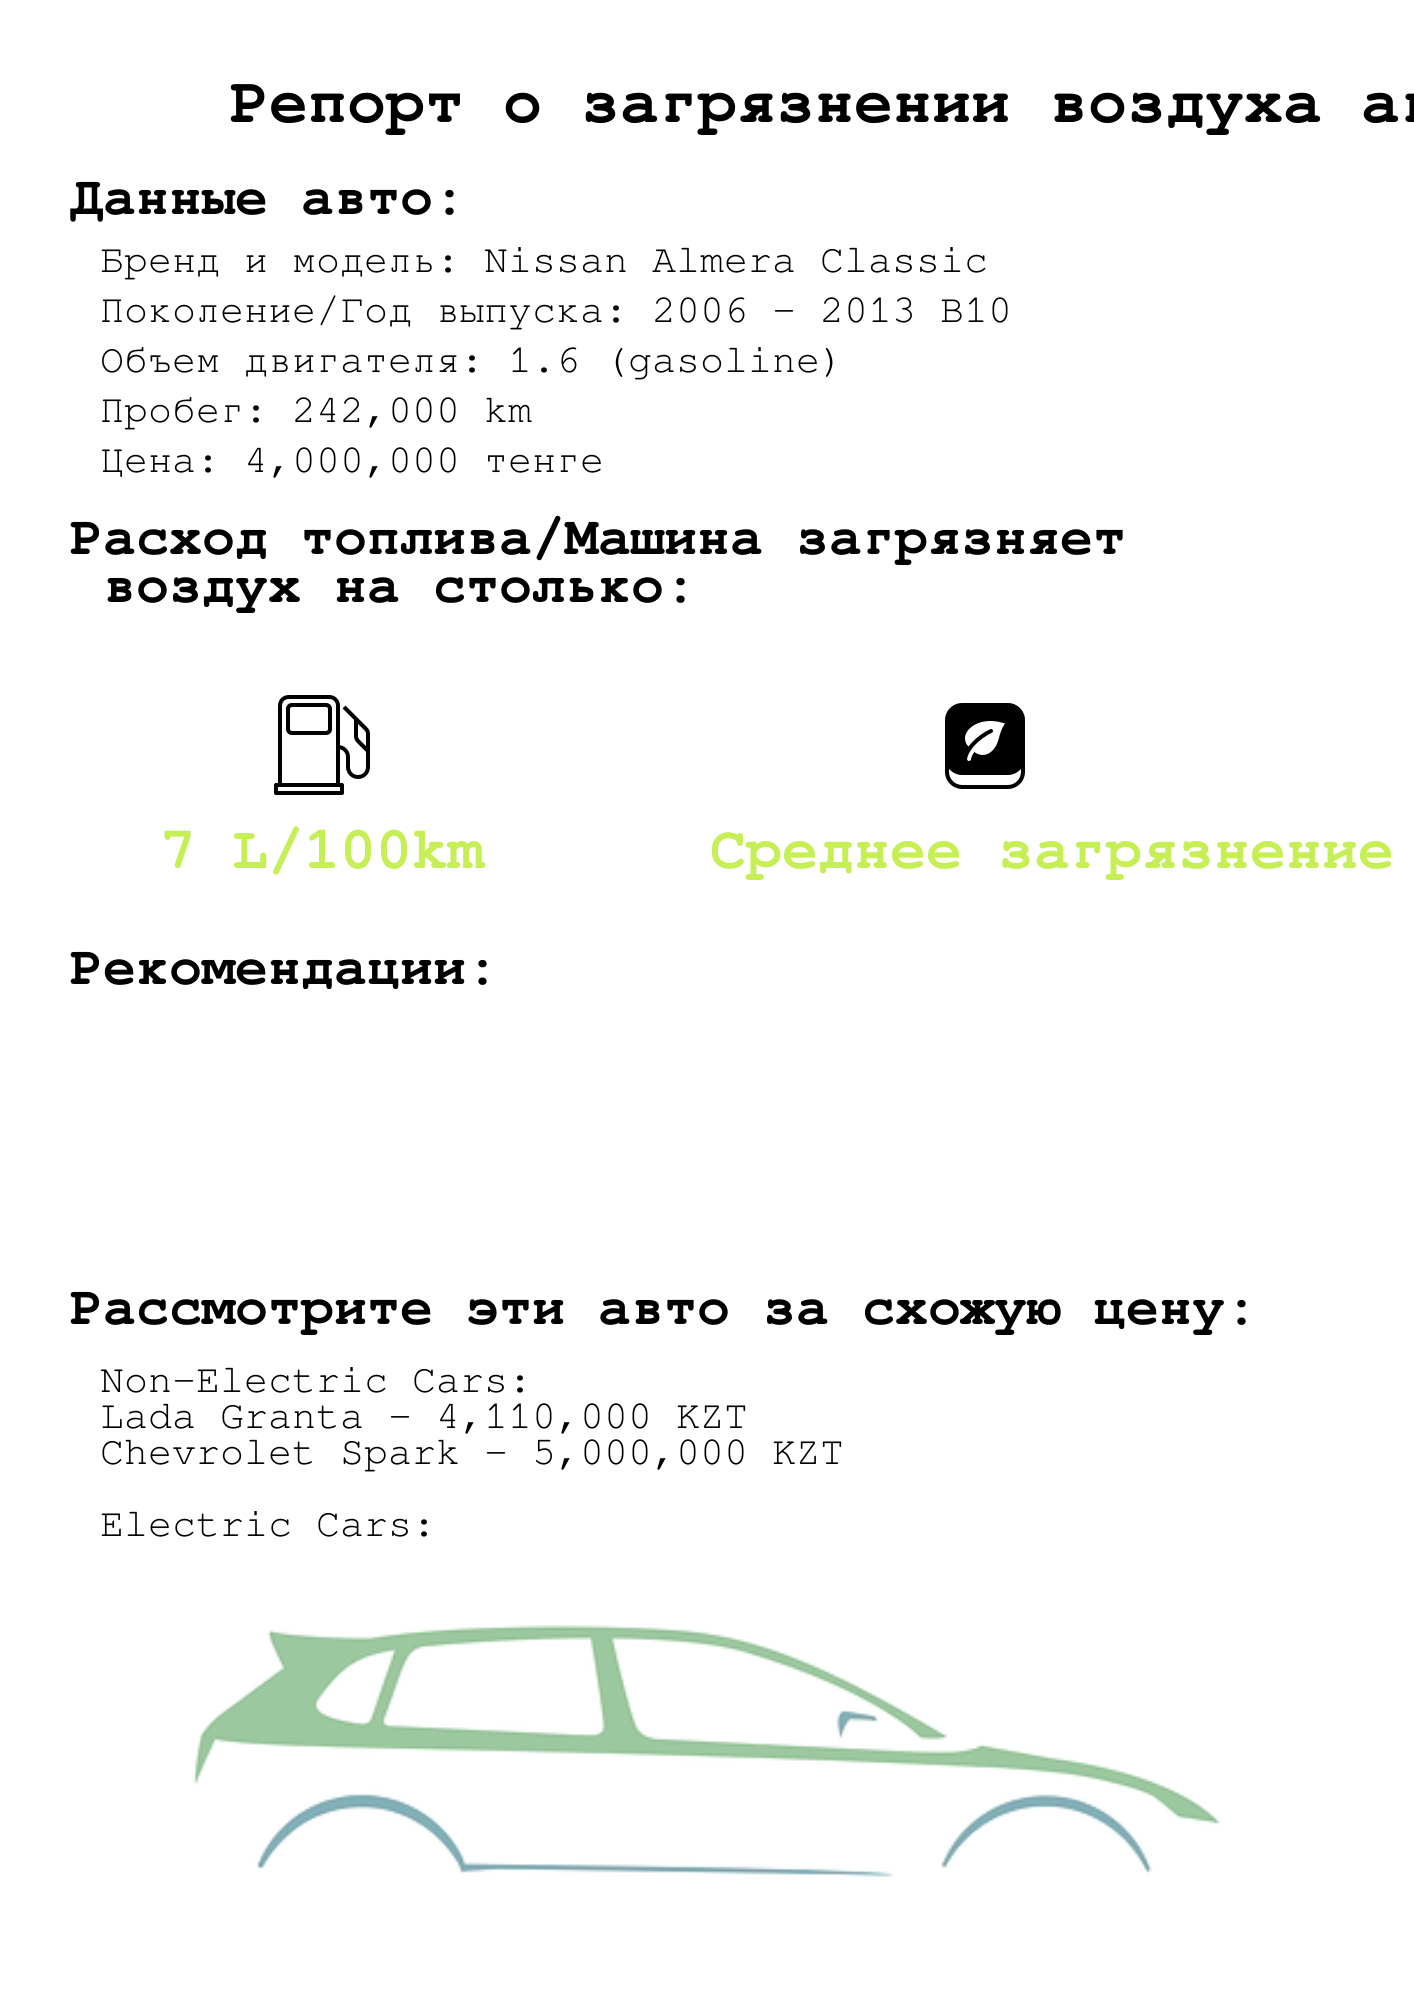 Репорт о загрязнении воздуха
Данные авто:
Бренд и модель: Nissan Almera Classic
Поколение/Год выпуска: 2006 - 2013 B10
Объем двигателя: 1.6 (gasoline)
Пробег: 242,000 km
Цена: 4,000,000 тенге
Расход топлива/Машина загрязняет
воздух на столько:
7 L/100km Среднее загрязнение
Рекомендации:
Рассмотрите эти авто за схожую цену:
Non-Electric Cars:
Lada Granta - 4,110,000 KZT
Chevrolet Spark - 5,000,000 KZT
Electric Cars: